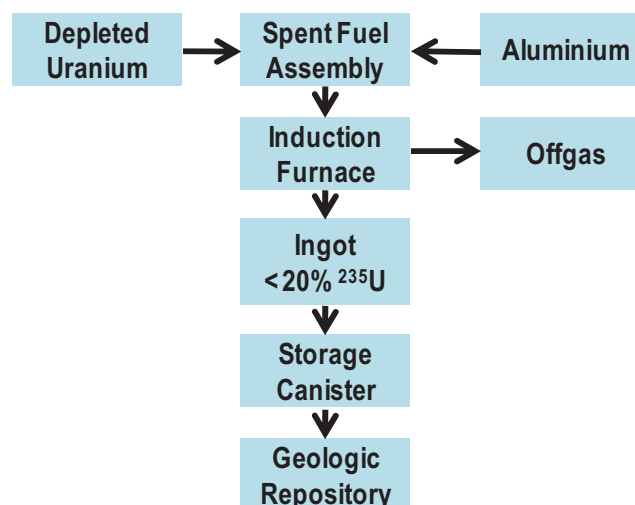 Depleted
Uranium
Spent Fuel
Assembly
Aluminium
Induction
Furnace
Offgas
Ingot
<20% ²³⁵U
Storage
Canister
Geologic
Repository